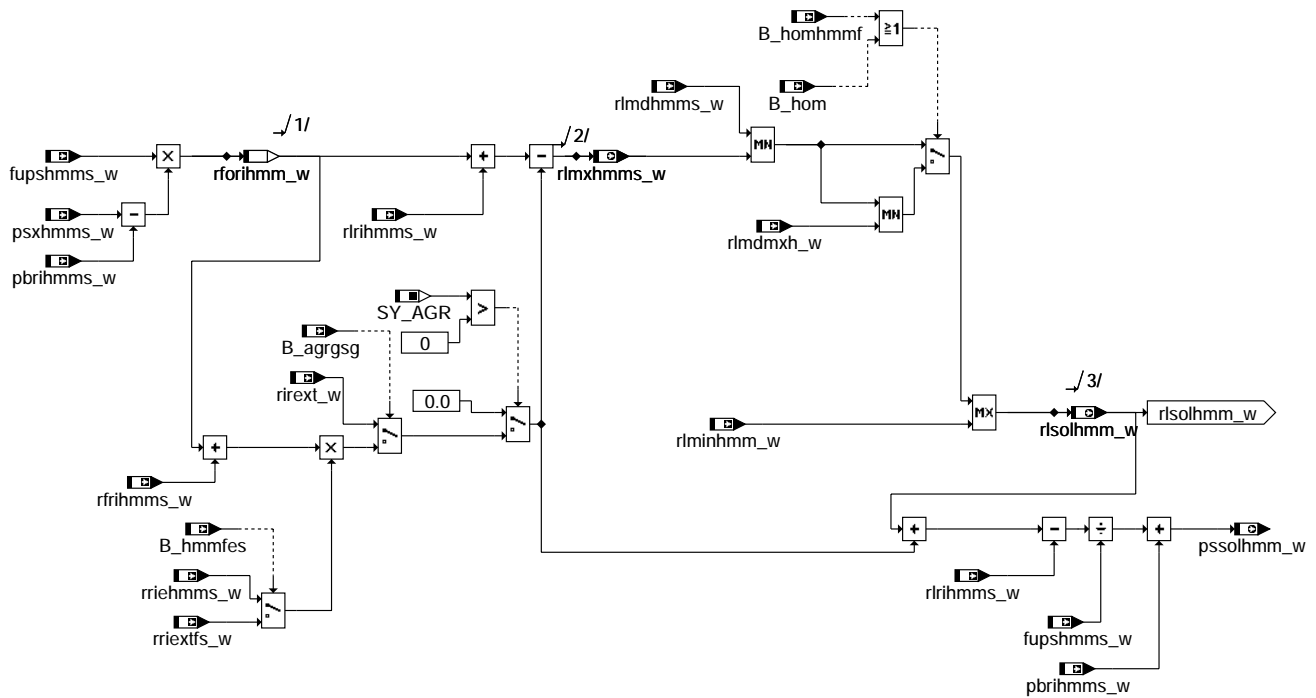 B_homhmmf
≧1
rlmdhmms_w
B_hom
/1/
/2/
MN
fupshmms_w
rforihmm_w
rlmxhmms_w
psxhmms_w
rlrihmms_w
MN
rlmdmxh_w
pbrihmms_w
SY_AGR
>
B_agrgsg
0
rirext_w
0.0
/3/
MX
rlsolhmm_w
rlminhmm_w
rlsolhmm_w
rfrihmms_w
B_hmmfes
pssolhmm_w
rriehmms_w
rlrihmms_w
rriextfs_w
fupshmms_w
pbrihmms_w